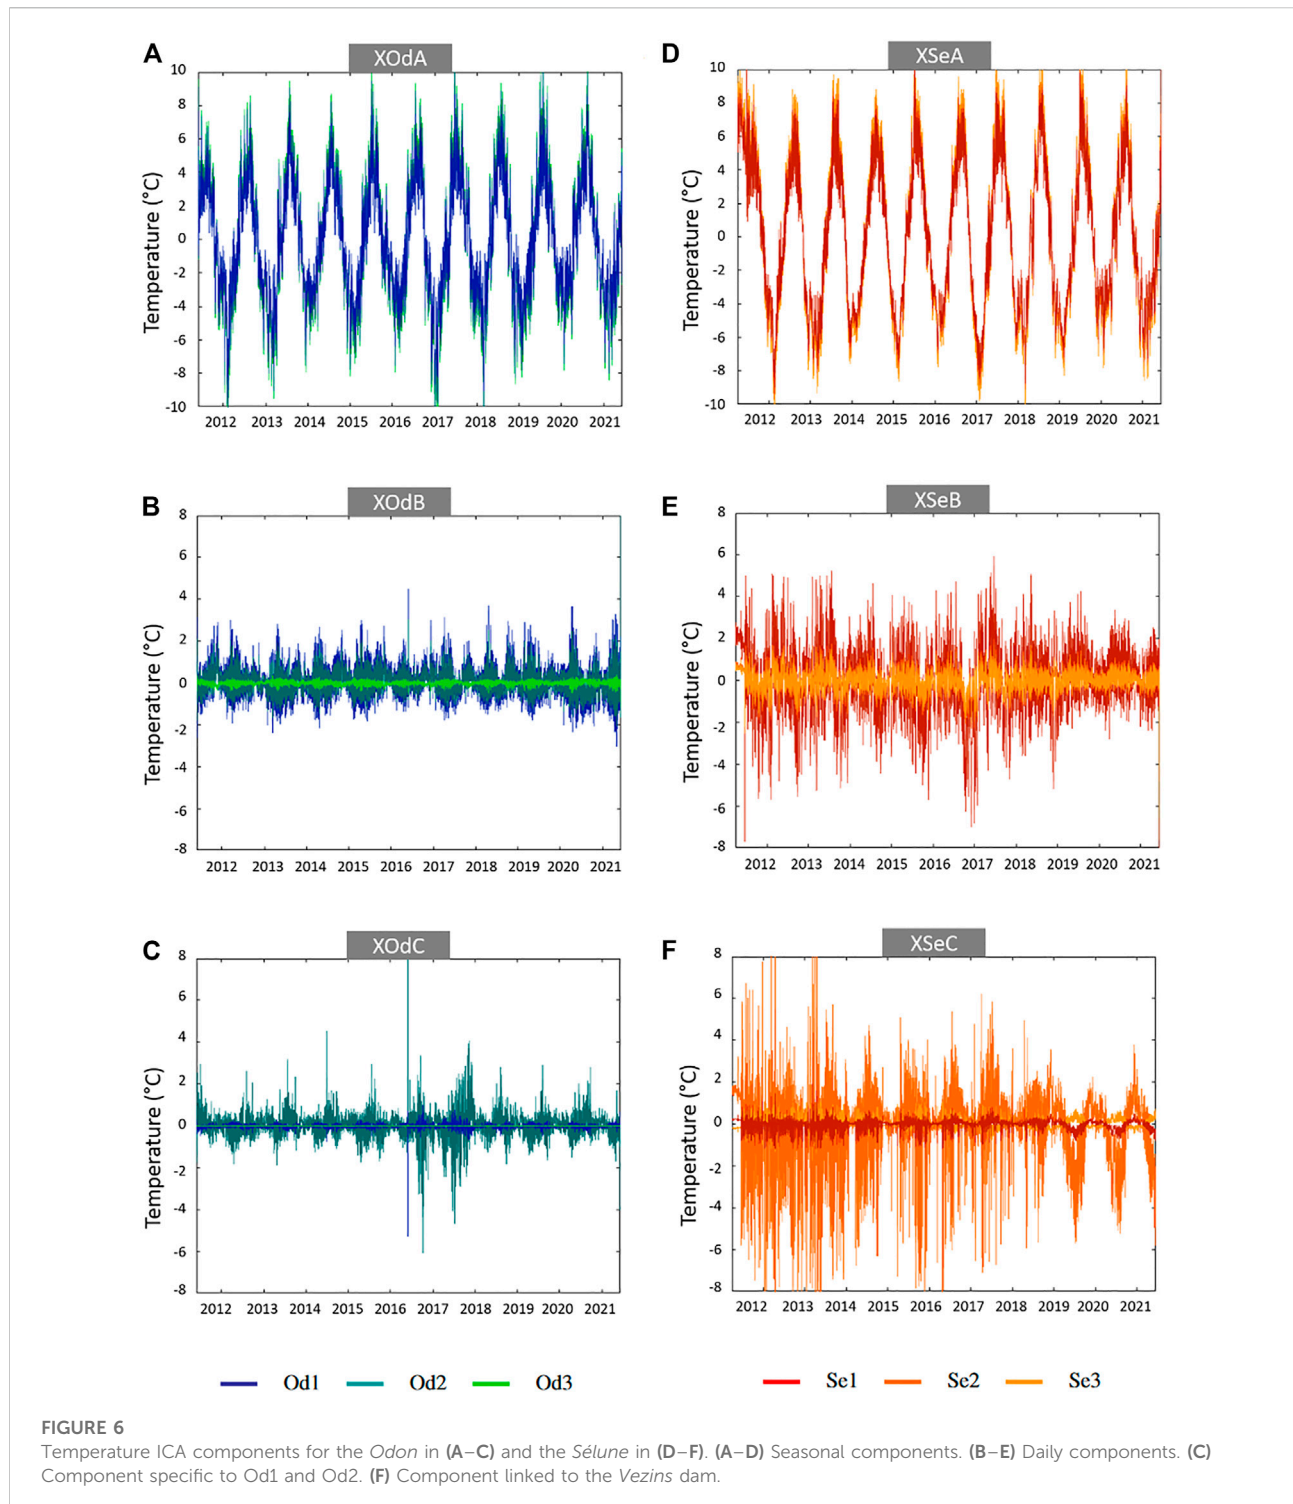 A
XOdA
10
8
6
4
2
0
-2
-4
-6
-8
-10
Temperature (°C)
2012 2013 2014 2015 2016 2017 2018 2019 2020 2021
D
XSeA
10
8
6
4
2
0
-2
-4
-6
-8
-10
Temperature (°C)
2012 2013 2014 2015 2016 2017 2018 2019 2020 2021
B
XOdB
8
6
4
2
0
-2
-4
-6
-8
Temperature (°C)
2012 2013 2014 2015 2016 2017 2018 2019 2020 2021
E
XSeB
8
6
4
2
0
-2
-4
-6
-8
Temperature (°C)
2012 2013 2014 2015 2016 2017 2018 2019 2020 2021
C
XOdC
8
6
4
2
0
-2
-4
-6
-8
Temperature (°C)
2012 2013 2014 2015 2016 2017 2018 2019 2020 2021
F
XSeC
8
6
4
2
0
-2
-4
-6
-8
Temperature (°C)
2012 2013 2014 2015 2016 2017 2018 2019 2020 2021
Od1 Od2 Od3
Se1 Se2 Se3
FIGURE 6
Temperature ICA components for the Odon in (A–C) and the Sélune in (D–F). (A–D) Seasonal components. (B–E) Daily components. (C)
Component specific to Od1 and Od2. (F) Component linked to the Vezins dam.